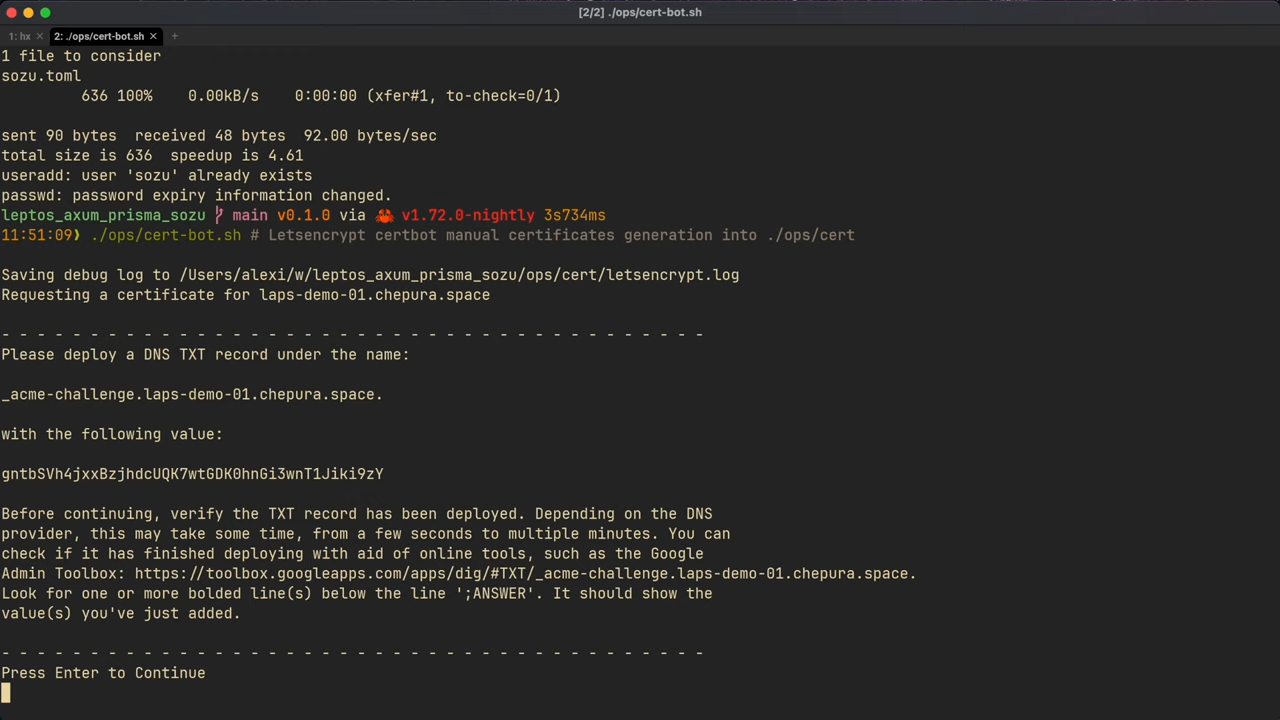 [2/2] ./ops/cert-bot.sh
1: hx × 2: ./ops/cert-bot.sh × +
1 file to consider
sozu.toml
636 100% 0.00kB/s 0:00:00 (xfer#1, to-check=0/1)
sent 90 bytes received 48 bytes 92.00 bytes/sec
total size is 636 speedup is 4.61
useradd: user 'sozu' already exists
passwd: password expiry information changed.
leptos_axum_prisma_sozu main v0.1.0 via 🦀 v1.72.0-nightly 3s734ms
11:51:09❫ ./ops/cert-bot.sh # Letsencrypt certbot manual certificates generation into ./ops/cert
Saving debug log to /Users/alexi/w/leptos_axum_prisma_sozu/ops/cert/letsencrypt.log
Requesting a certificate for laps-demo-01.chepura.space
- - - - - - - - - - - - - - - - - - - - - - - - - - - - - - - - - - - - - - - -
Please deploy a DNS TXT record under the name:
_acme-challenge.laps-demo-01.chepura.space.
with the following value:
gntbSVh4jxxBzjhdcUQK7wtGDK0hnGi3wnT1Jiki9zY
Before continuing, verify the TXT record has been deployed. Depending on the DNS
provider, this may take some time, from a few seconds to multiple minutes. You can
check if it has finished deploying with aid of online tools, such as the Google
Admin Toolbox: https://toolbox.googleapps.com/apps/dig/#TXT/_acme-challenge.laps-demo-01.chepura.space.
Look for one or more bolded line(s) below the line ';ANSWER'. It should show the
value(s) you've just added.
- - - - - - - - - - - - - - - - - - - - - - - - - - - - - - - - - - - - - - - -
Press Enter to Continue